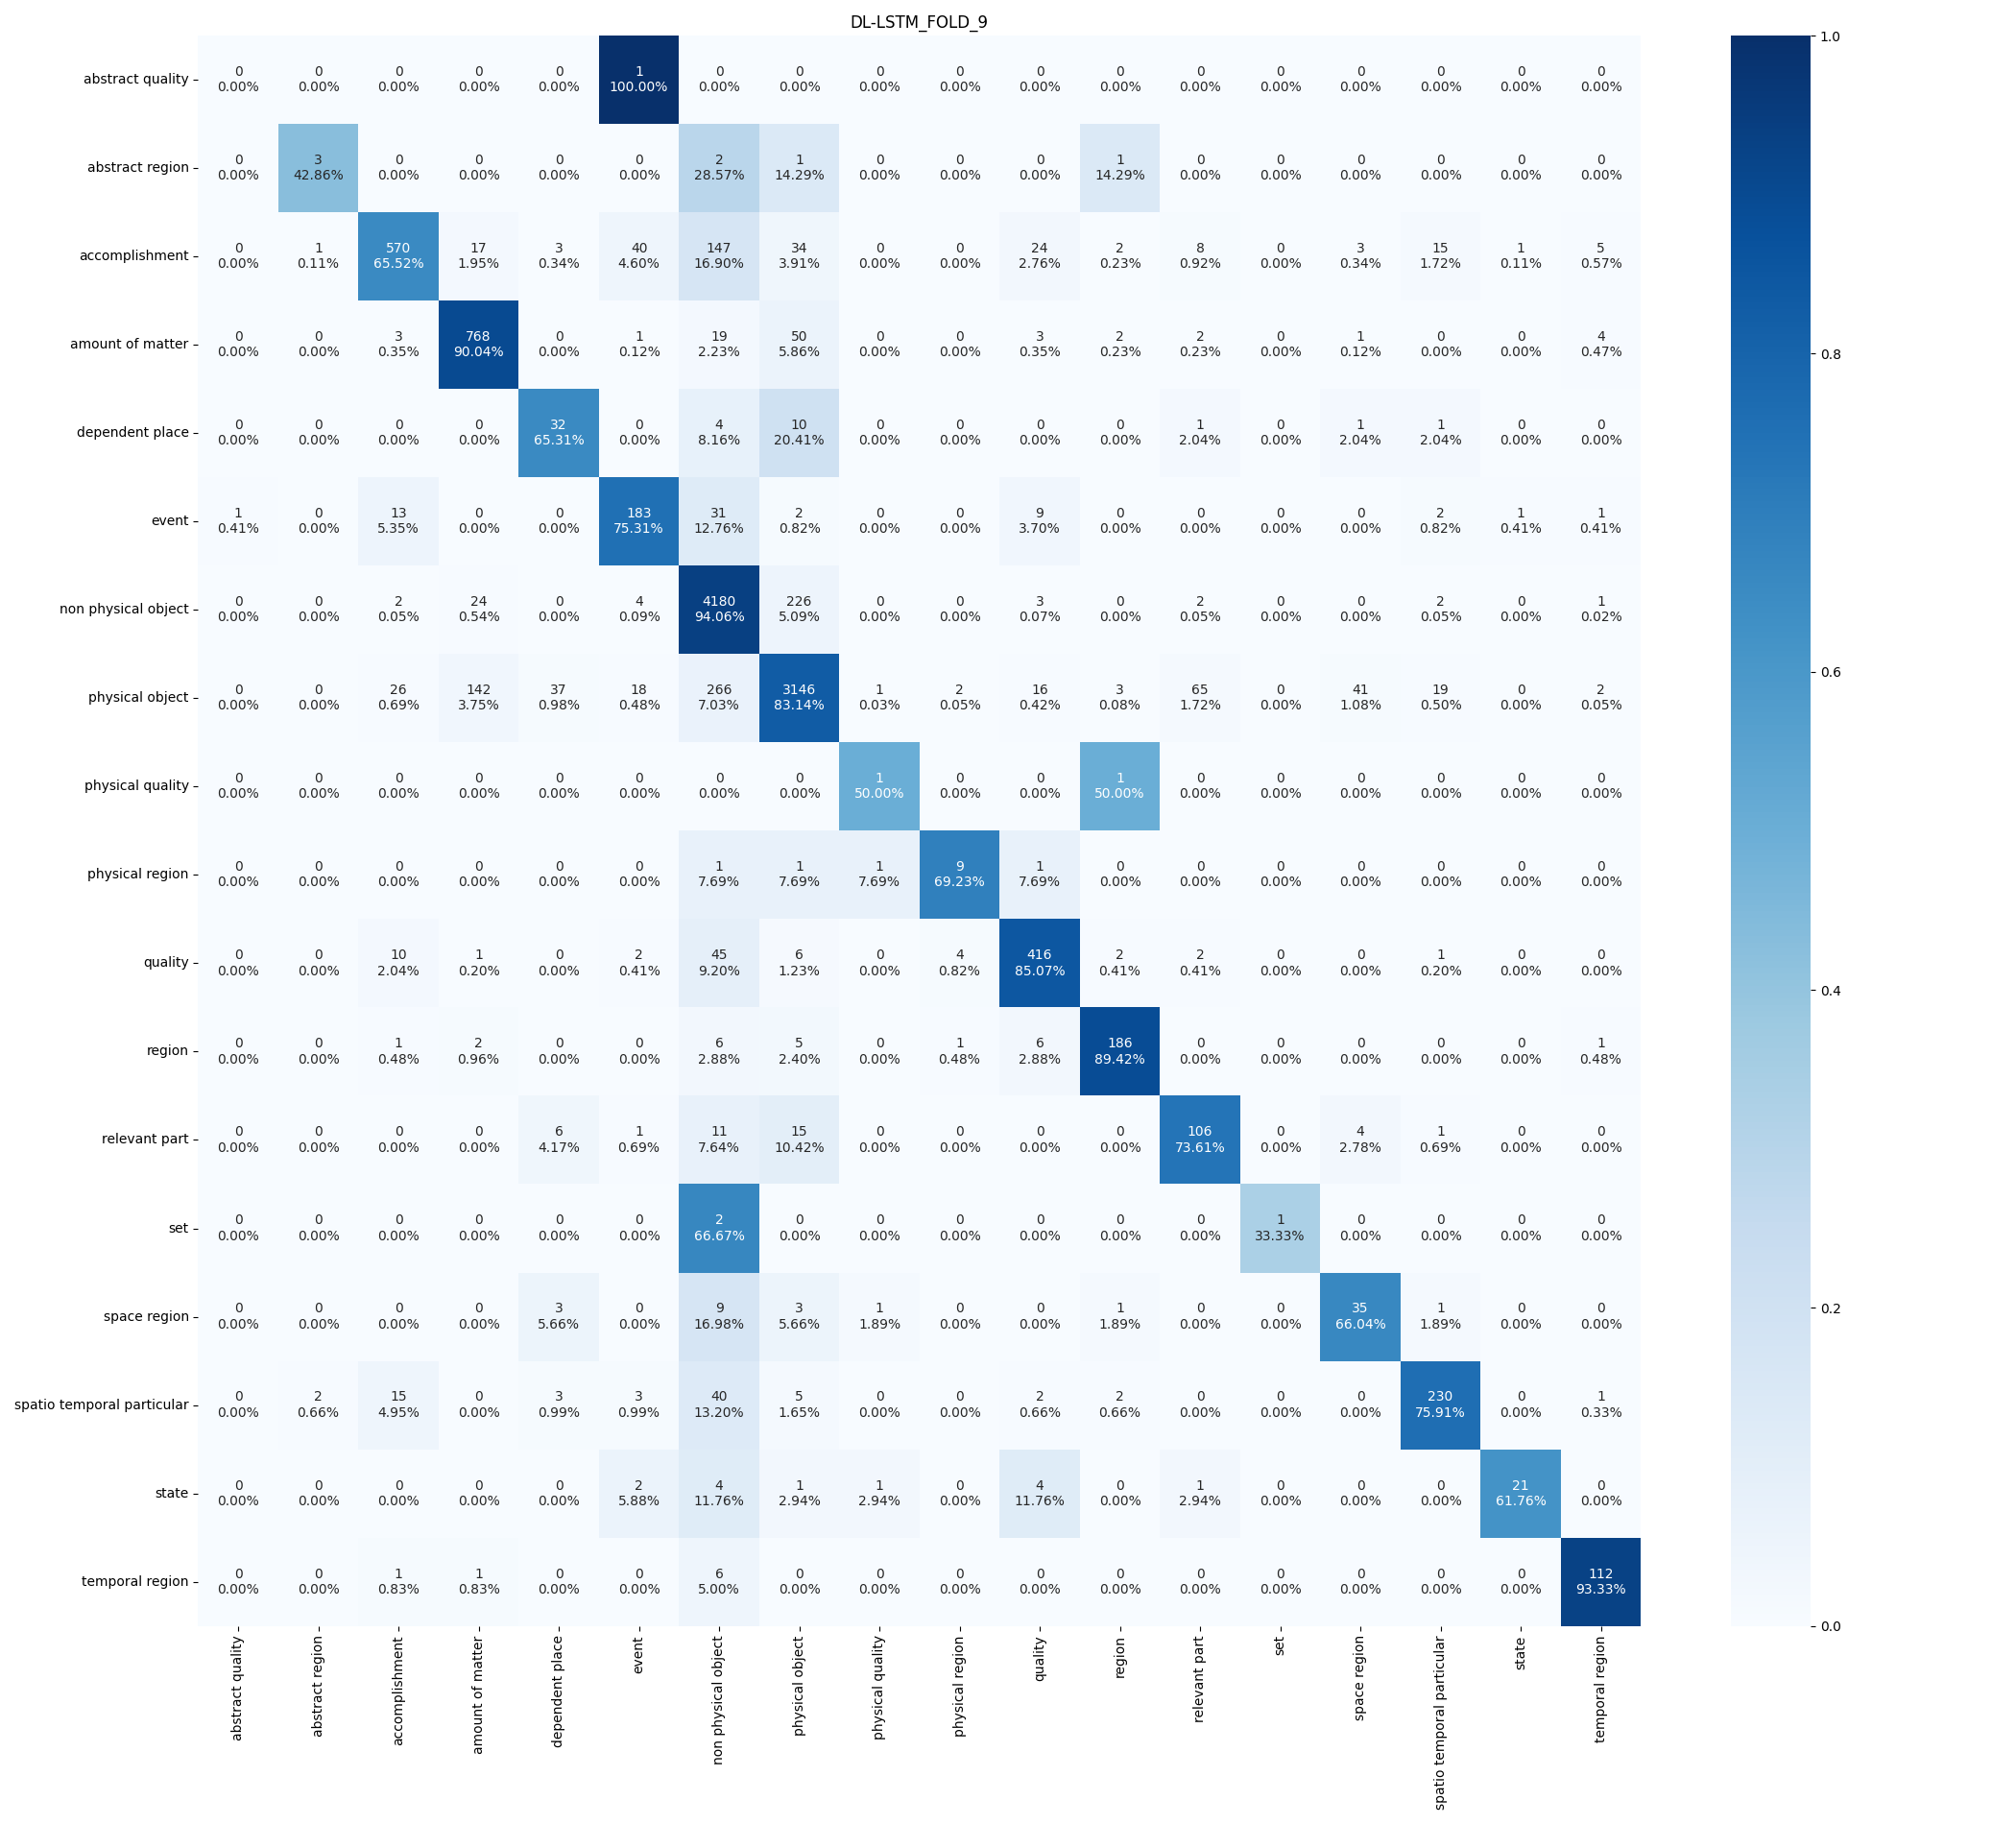 DL-LSTM_FOLD_9
abstract quality 0 0 0 0 0 1 0 0 0 0 0 0 0 0 0 0 0 0
0.00% 0.00% 0.00% 0.00% 0.00% 100.00% 0.00% 0.00% 0.00% 0.00% 0.00% 0.00% 0.00% 0.00% 0.00% 0.00% 0.00% 0.00%
abstract region 0 3 0 0 0 0 2 1 0 0 0 1 0 0 0 0 0 0
0.00% 42.86% 0.00% 0.00% 0.00% 0.00% 28.57% 14.29% 0.00% 0.00% 0.00% 14.29% 0.00% 0.00% 0.00% 0.00% 0.00% 0.00%
accomplishment 0 1 570 17 3 40 147 34 0 0 24 2 8 0 3 15 1 5
0.00% 0.11% 65.52% 1.95% 0.34% 4.60% 16.90% 3.91% 0.00% 0.00% 2.76% 0.23% 0.92% 0.00% 0.34% 1.72% 0.11% 0.57%
amount of matter 0 0 3 768 0 1 19 50 0 0 3 2 2 0 1 0 0 4
0.00% 0.00% 0.35% 90.04% 0.00% 0.12% 2.23% 5.86% 0.00% 0.00% 0.35% 0.23% 0.23% 0.00% 0.12% 0.00% 0.00% 0.47%
dependent place 0 0 0 0 32 0 4 10 0 0 0 0 1 0 1 1 0 0
0.00% 0.00% 0.00% 0.00% 65.31% 0.00% 8.16% 20.41% 0.00% 0.00% 0.00% 0.00% 2.04% 0.00% 2.04% 2.04% 0.00% 0.00%
event 1 0 13 0 0 183 31 2 0 0 9 0 0 0 0 2 1 1
0.41% 0.00% 5.35% 0.00% 0.00% 75.31% 12.76% 0.82% 0.00% 0.00% 3.70% 0.00% 0.00% 0.00% 0.00% 0.82% 0.41% 0.41%
non physical object 0 0 2 24 0 4 4180 226 0 0 3 0 2 0 0 2 0 1
0.00% 0.00% 0.05% 0.54% 0.00% 0.09% 94.06% 5.09% 0.00% 0.00% 0.07% 0.00% 0.05% 0.00% 0.00% 0.05% 0.00% 0.02%
physical object 0 0 26 142 37 18 266 3146 1 2 16 3 65 0 41 19 0 2
0.00% 0.00% 0.69% 3.75% 0.98% 0.48% 7.03% 83.14% 0.03% 0.05% 0.42% 0.08% 1.72% 0.00% 1.08% 0.50% 0.00% 0.05%
physical quality 0 0 0 0 0 0 0 0 1 0 0 1 0 0 0 0 0 0
0.00% 0.00% 0.00% 0.00% 0.00% 0.00% 0.00% 0.00% 50.00% 0.00% 0.00% 50.00% 0.00% 0.00% 0.00% 0.00% 0.00% 0.00%
physical region 0 0 0 0 0 0 1 1 1 9 1 0 0 0 0 0 0 0
0.00% 0.00% 0.00% 0.00% 0.00% 0.00% 7.69% 7.69% 7.69% 69.23% 7.69% 0.00% 0.00% 0.00% 0.00% 0.00% 0.00% 0.00%
quality 0 0 10 1 0 2 45 6 0 4 416 2 2 0 0 1 0 0
0.00% 0.00% 2.04% 0.20% 0.00% 0.41% 9.20% 1.23% 0.00% 0.82% 85.07% 0.41% 0.41% 0.00% 0.00% 0.20% 0.00% 0.00%
region 0 0 1 2 0 0 6 5 0 1 6 186 0 0 0 0 0 1
0.00% 0.00% 0.48% 0.96% 0.00% 0.00% 2.88% 2.40% 0.00% 0.48% 2.88% 89.42% 0.00% 0.00% 0.00% 0.00% 0.00% 0.48%
relevant part 0 0 0 0 6 1 11 15 0 0 0 0 106 0 4 1 0 0
0.00% 0.00% 0.00% 0.00% 4.17% 0.69% 7.64% 10.42% 0.00% 0.00% 0.00% 0.00% 73.61% 0.00% 2.78% 0.69% 0.00% 0.00%
set 0 0 0 0 0 0 2 0 0 0 0 0 0 1 0 0 0 0
0.00% 0.00% 0.00% 0.00% 0.00% 0.00% 66.67% 0.00% 0.00% 0.00% 0.00% 0.00% 0.00% 33.33% 0.00% 0.00% 0.00% 0.00%
space region 0 0 0 0 3 0 9 3 1 0 0 1 0 0 35 1 0 0
0.00% 0.00% 0.00% 0.00% 5.66% 0.00% 16.98% 5.66% 1.89% 0.00% 0.00% 1.89% 0.00% 0.00% 66.04% 1.89% 0.00% 0.00%
spatio temporal particular 0 2 15 0 3 3 40 5 0 0 2 2 0 0 0 230 0 1
0.00% 0.66% 4.95% 0.00% 0.99% 0.99% 13.20% 1.65% 0.00% 0.00% 0.66% 0.66% 0.00% 0.00% 0.00% 75.91% 0.00% 0.33%
state 0 0 0 0 0 2 4 1 1 0 4 0 1 0 0 0 21 0
0.00% 0.00% 0.00% 0.00% 0.00% 5.88% 11.76% 2.94% 2.94% 0.00% 11.76% 0.00% 2.94% 0.00% 0.00% 0.00% 61.76% 0.00%
temporal region 0 0 1 1 0 0 6 0 0 0 0 0 0 0 0 0 0 112
0.00% 0.00% 0.83% 0.83% 0.00% 0.00% 5.00% 0.00% 0.00% 0.00% 0.00% 0.00% 0.00% 0.00% 0.00% 0.00% 0.00% 93.33%
abstract quality
abstract region
accomplishment
amount of matter
dependent place
event
non physical object
physical object
physical quality
physical region
quality
region
relevant part
set
space region
spatio temporal particular
state
temporal region
1.0
0.8
0.6
0.4
0.2
0.0